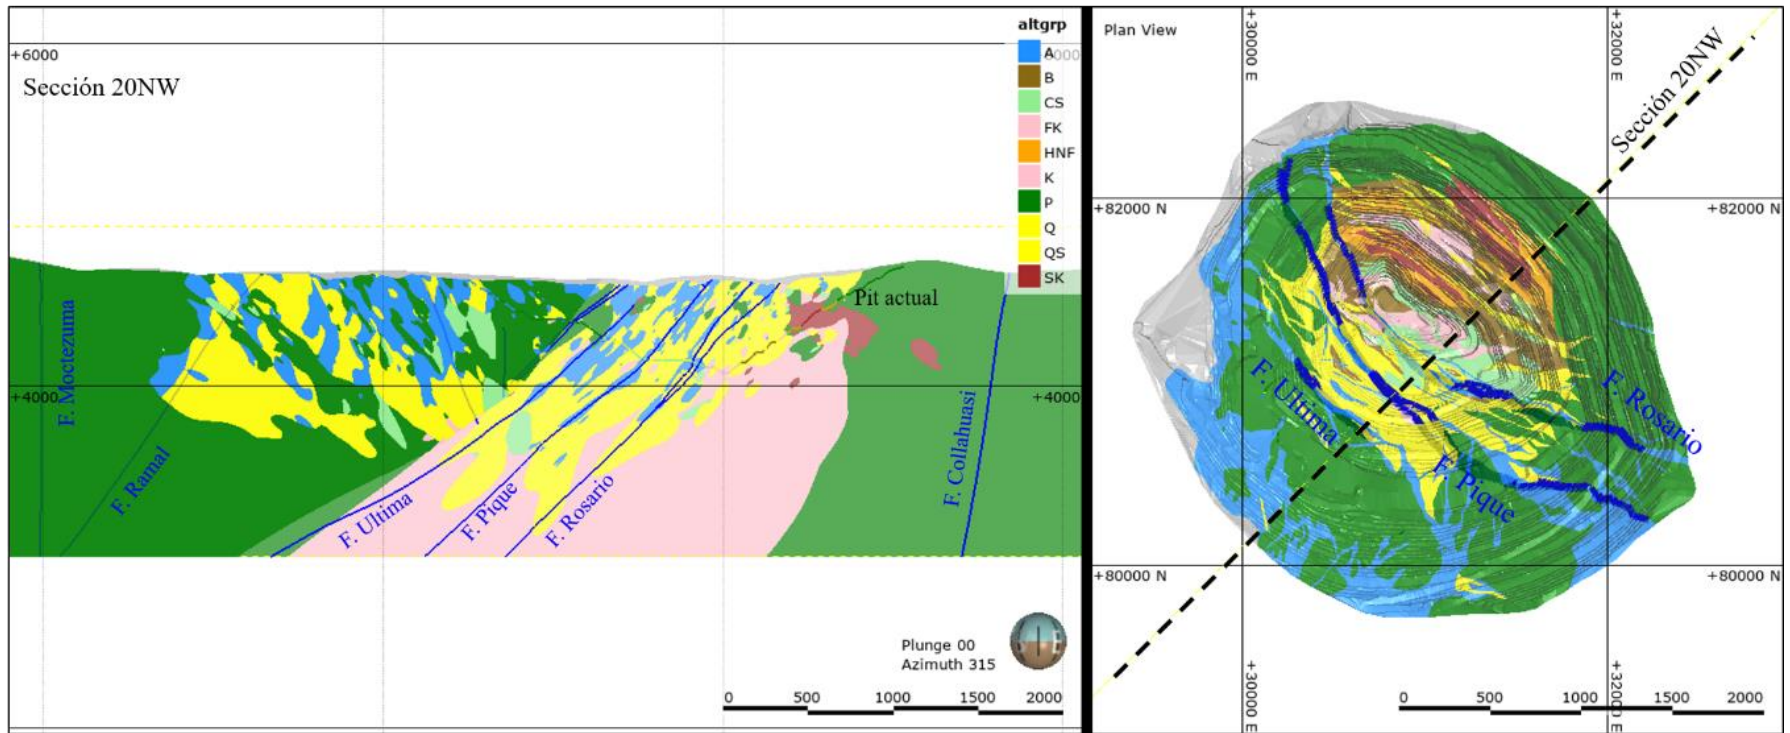 +6000
Sección 20NW
altgrp
A
B
CS
FK
HNF
K
P
Q
QS
SK
Pit actual
+4000
+4000
F. Moctezuma
F. Ramal
F. Ultima
F. Pique
F. Rosario
F. Collahuasi
Plunge 00
Azimuth 315
0 500 1000 1500 2000
Plan View
+30000 E
+32000 E
Sección 20NW
+82000 N
+82000 N
F. Ultima
F. Rosario
F. Pique
+80000 N
+80000 N
+30000 E
+32000 E
0 500 1000 1500 2000